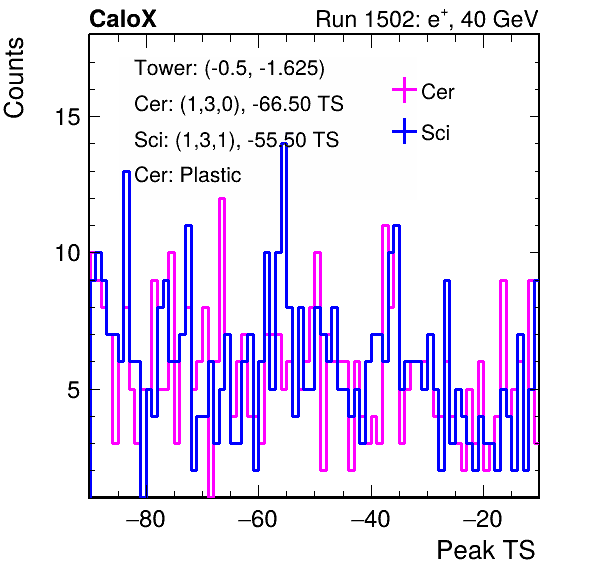 CaloX Run 1502: e+, 40 GeV
Counts
Tower: (-0.5, -1.625)
Cer: (1,3,0), -66.50 TS
Sci: (1,3,1), -55.50 TS
Cer: Plastic
Cer
Sci
15
10
5
−80 −60 −40 −20
Peak TS